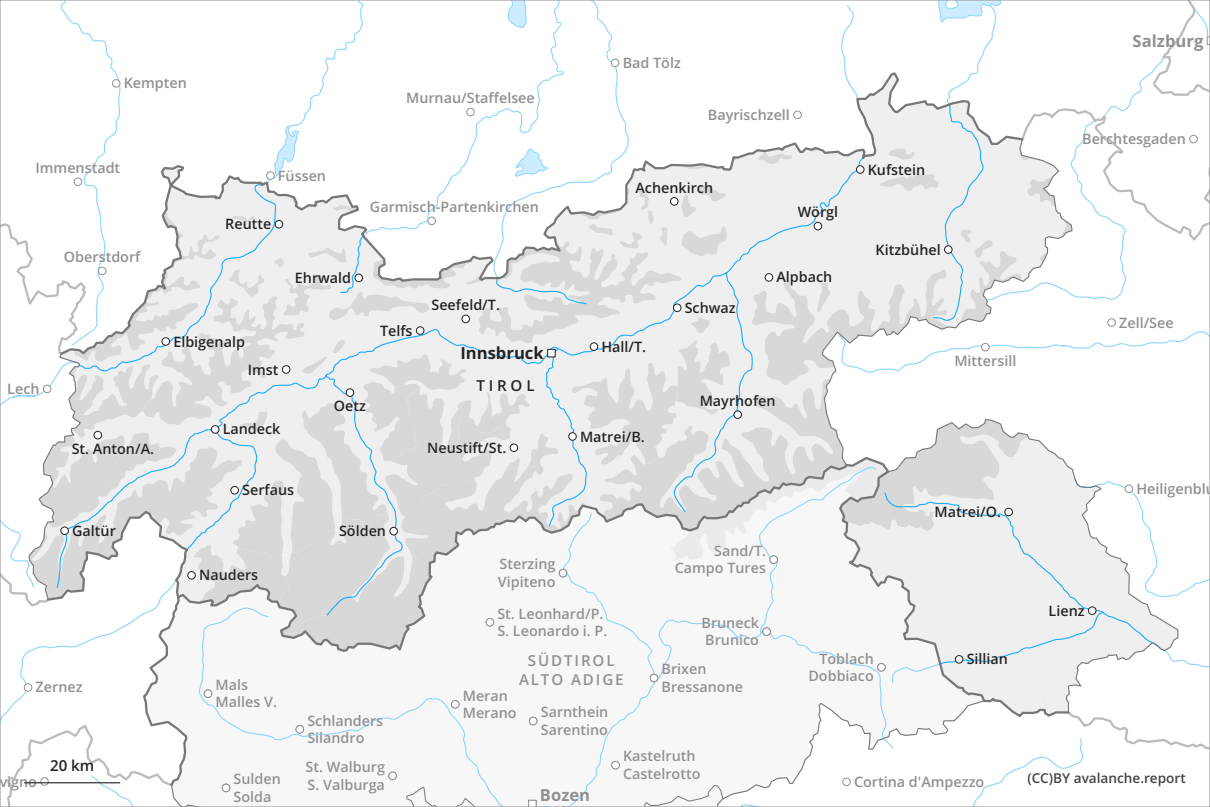 Salzburg
Bad Tölz
Kempten
Murnau/Staffelsee
Bayrischzell
Berchtesgaden
Immenstadt
Füssen
Kufstein
Achenkirch
Garmisch-Partenkirchen
Wörgl
Reutte
Kitzbühel
Oberstdorf
Ehrwald
Alpbach
Seefeld/T.
Schwaz
Zell/See
Telfs
Elbigenalp
Innsbruck
Hall/T.
Mittersill
Imst
TIROL
Lech
Oetz
Mayrhofen
Landeck
Matrei/B.
St. Anton/A.
Neustift/St.
Serfaus
Heiligenblu
Matrei/O.
Galtür
Sölden
Sand/T.
Campo Tures
Sterzing
Vipiteno
Nauders
Lienz
St. Leonhard/P.
S. Leonardo i. P.
Bruneck
Brunico
SÜDTIROL
ALTO ADIGE
Toblach
Dobbiaco
Sillian
Brixen
Bressanone
Zernez
Mals
Malles V.
Meran
Merano
Sarnthein
Sarentino
Schlanders
Silandro
Kastelruth
Castelrotto
20 km
St. Walburg
S. Valburga
vigno
Sulden
Solda
Cortina d'Ampezzo
(CC)BY avalanche.report
Bozen